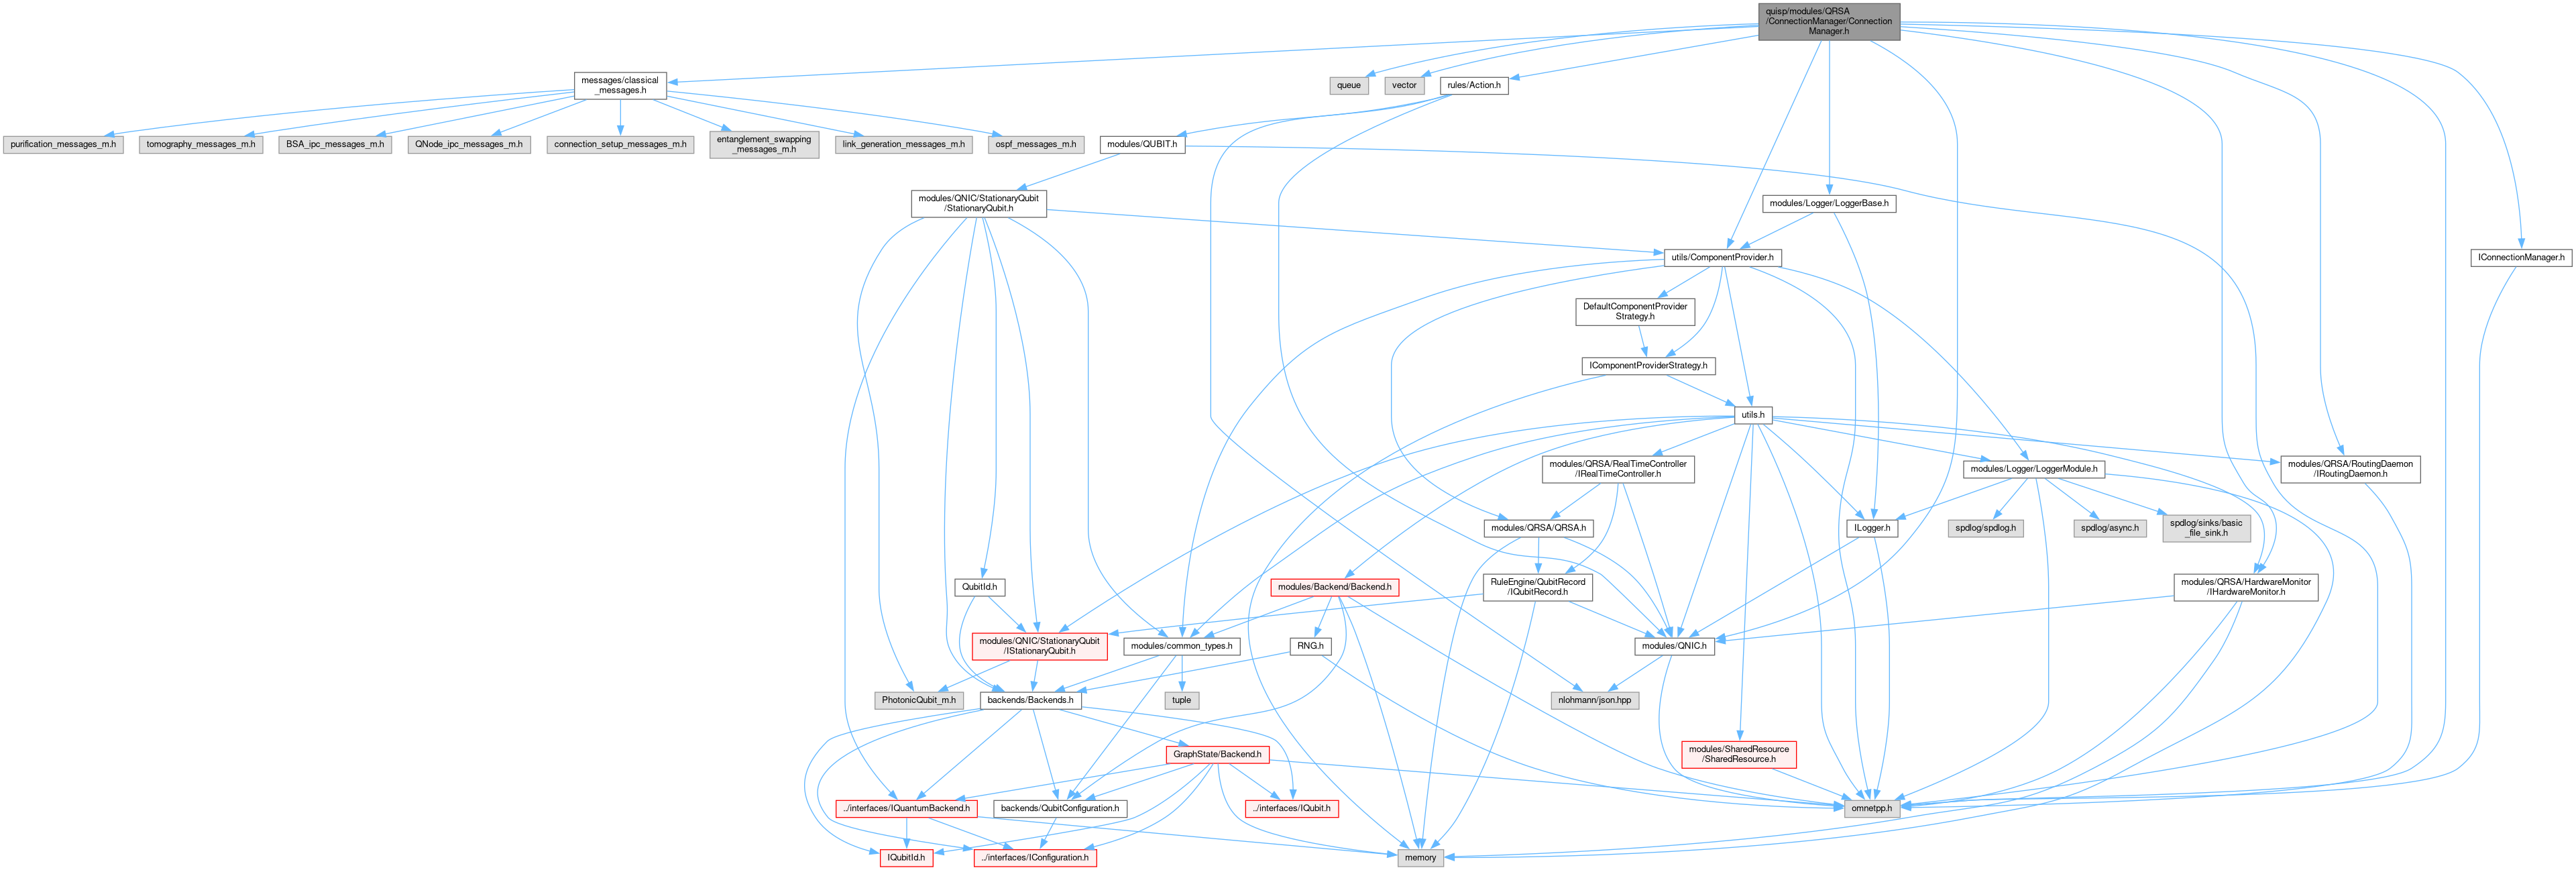 quisp/modules/QRSA
/ConnectionManager/Connection
Manager.h
messages/classical
_messages.h
queue
vector
rules/Action.h
purification_messages_m.h
tomography_messages_m.h
BSA_ipc_messages_m.h
QNode_ipc_messages_m.h
connection_setup_messages_m.h
entanglement_swapping
_messages_m.h
link_generation_messages_m.h
ospf_messages_m.h
modules/QUBIT.h
modules/QNIC/StationaryQubit
/StationaryQubit.h
modules/Logger/LoggerBase.h
utils/ComponentProvider.h
IConnectionManager.h
DefaultComponentProvider
Strategy.h
IComponentProviderStrategy.h
utils.h
modules/QRSA/RealTimeController
/IRealTimeController.h
modules/Logger/LoggerModule.h
modules/QRSA/RoutingDaemon
/IRoutingDaemon.h
modules/QRSA/QRSA.h
ILogger.h
spdlog/spdlog.h
spdlog/async.h
spdlog/sinks/basic
_file_sink.h
QubitId.h
modules/Backend/Backend.h
RuleEngine/QubitRecord
/IQubitRecord.h
modules/QRSA/HardwareMonitor
/IHardwareMonitor.h
modules/QNIC/StationaryQubit
/IStationaryQubit.h
modules/common_types.h
RNG.h
modules/QNIC.h
PhotonicQubit_m.h
backends/Backends.h
tuple
nlohmann/json.hpp
GraphState/Backend.h
modules/SharedResource
/SharedResource.h
../interfaces/IQuantumBackend.h
backends/QubitConfiguration.h
../interfaces/IQubit.h
omnetpp.h
IQubitId.h
../interfaces/IConfiguration.h
memory